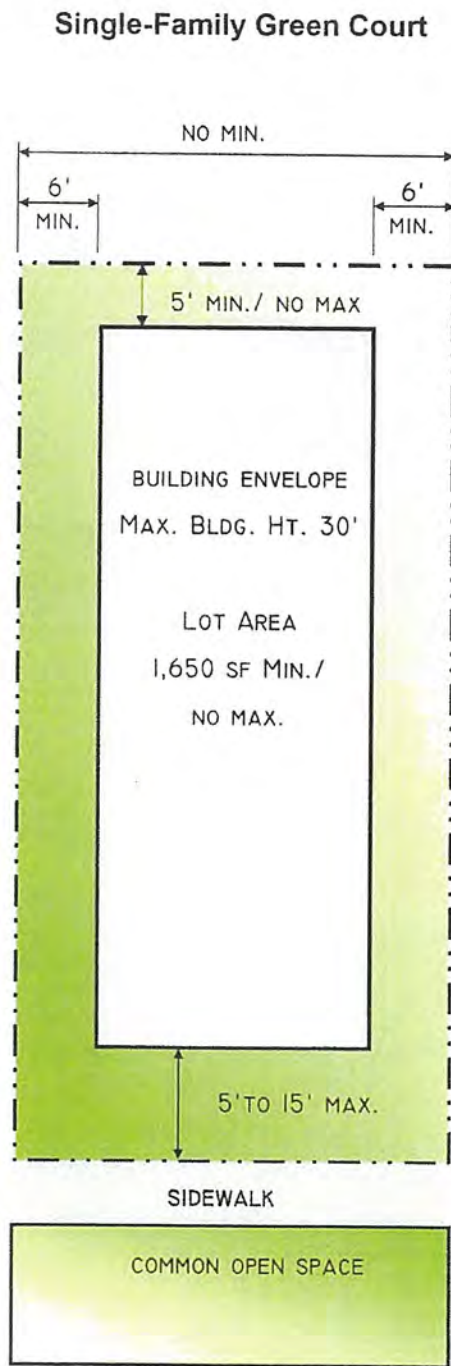 Single-Family Green Court
NO MIN.
6'
MIN.
6'
MIN.
5' MIN./ NO MAX
BUILDING ENVELOPE
MAX. BLDG. HT. 30'
LOT AREA
1,650 SF MIN./
NO MAX.
5'TO 15' MAX.
SIDEWALK
COMMON OPEN SPACE